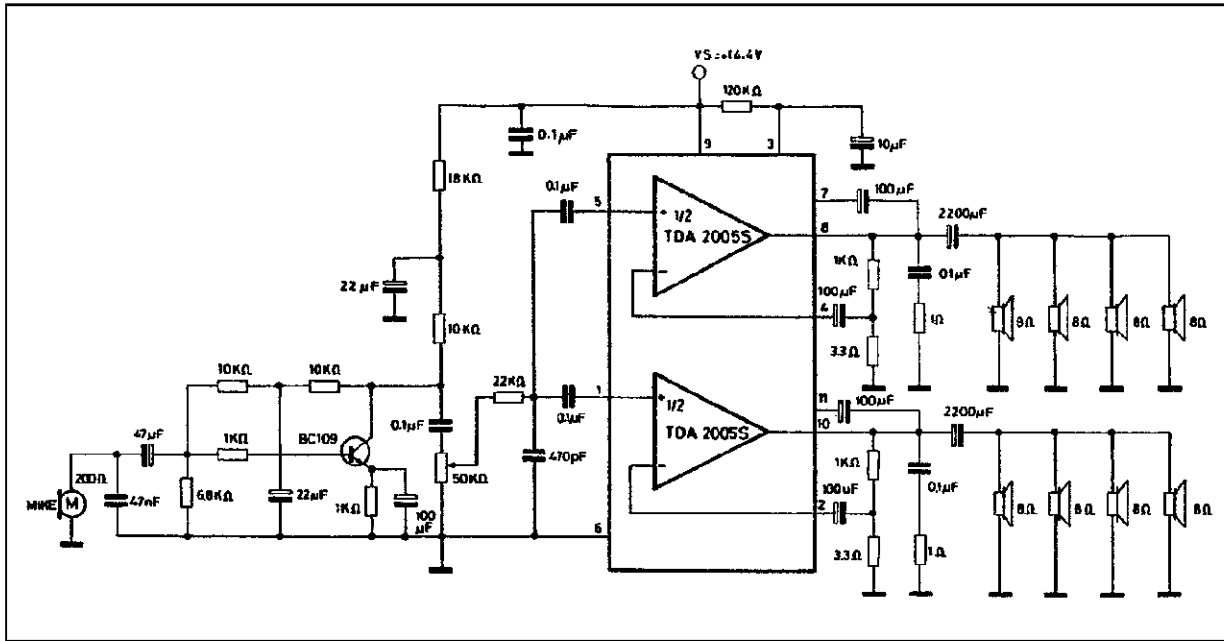 VS=+14.4V
120KΩ
0.1µF
9
3
10µF
18KΩ
0.1µF
5
7
100µF
+
1/2
TDA 2005S
8
2200µF
22µF
1KΩ
0.1µF
-
100µF
4
10KΩ
1Ω
8Ω
8Ω
8Ω
8Ω
3.3Ω
10KΩ
10KΩ
22KΩ
1
11
100µF
0.1µF
+
1/2
TDA 2005S
10
2200µF
47µF
1KΩ
BC109
0.1µF
470pF
1KΩ
0.1µF
200Ω
MIKE
M
47nF
6.8KΩ
22µF
1KΩ
100
µF
50KΩ
-
100uF
2
8Ω
8Ω
8Ω
8Ω
6
3.3Ω
1Ω